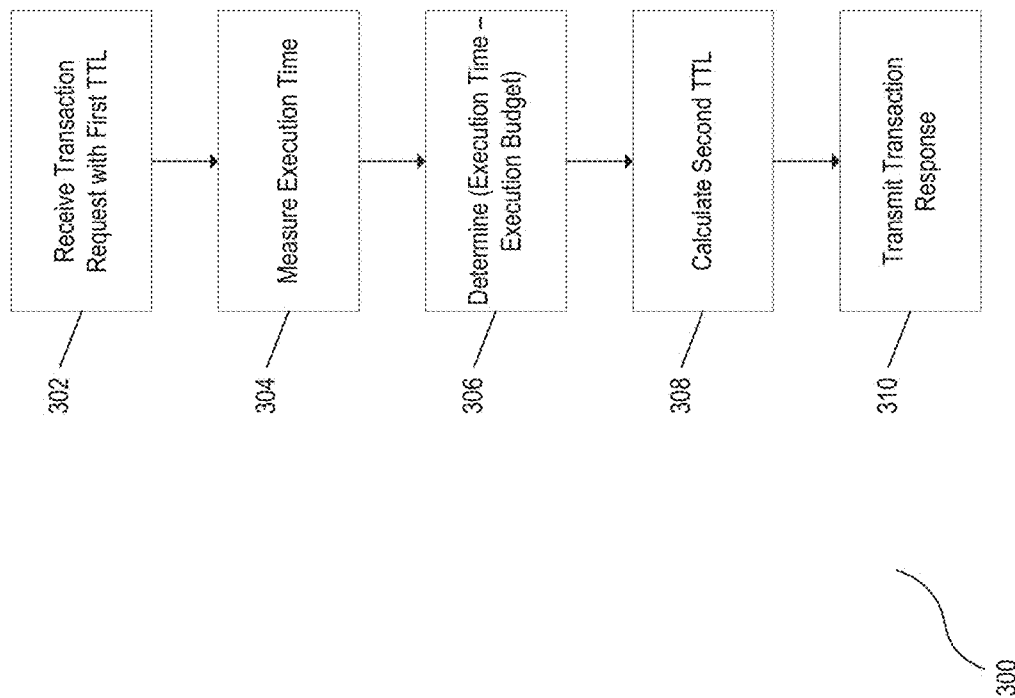 Receive Transaction
Request with First TTL
302
Measure Execution Time
304
Determine (Execution Time –
Execution Budget)
306
Calculate Second TTL
308
Transmit Transaction
Response
310
300